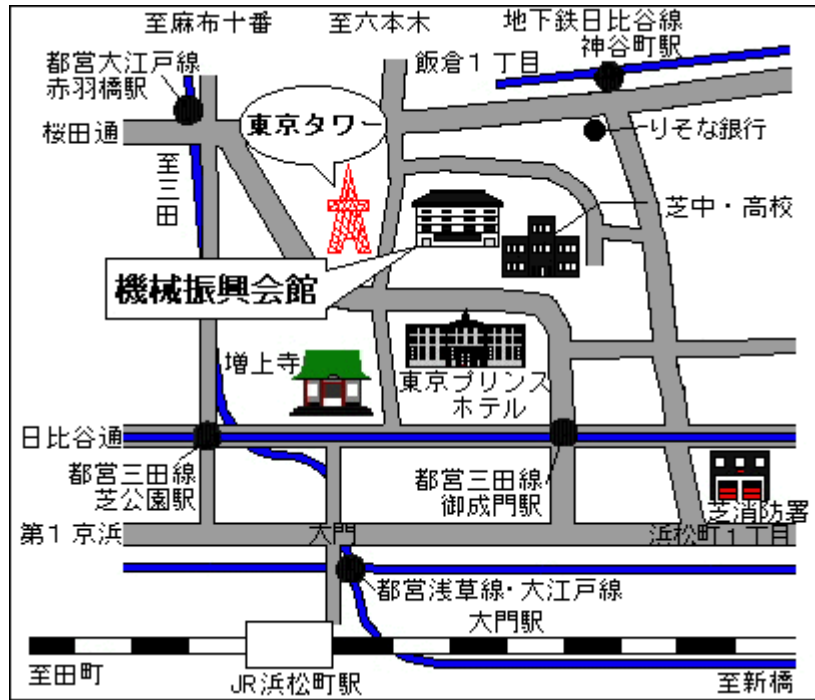 至麻布十番
至六本木
地下鉄日比谷線
神谷町駅
都営大江戸線
赤羽橋駅
飯倉1丁目
桜田通
東京タワー
りそな銀行
至三田
芝中・高校
機械振興会館
増上寺
東京プリンス
ホテル
日比谷通
都営三田線
芝公園駅
都営三田線
御成門駅
芝消防署
第1京浜
大門
浜松町1丁目
都営浅草線・大江戸線
大門駅
至田町
JR浜松町駅
至新橋